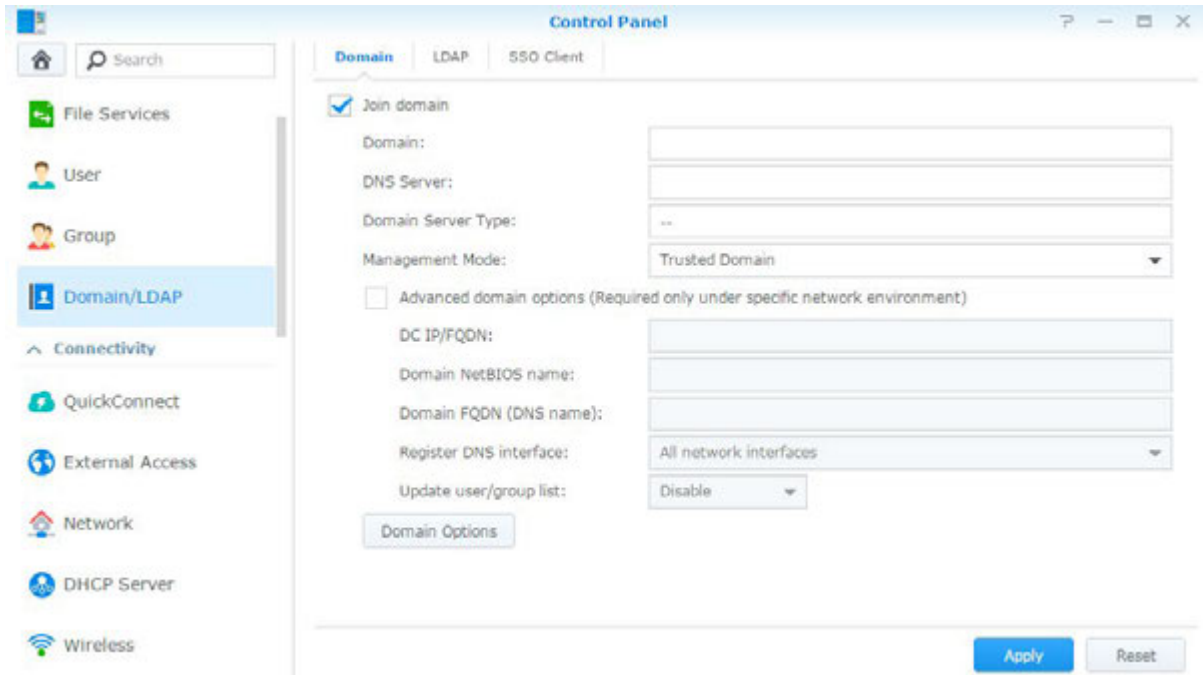 Control Panel
Search
Domain LDAP SSO Client
File Services
User
Group
Domain/LDAP
Connectivity
QuickConnect
External Access
Network
DHCP Server
Wireless
Join domain
Domain:
DNS Server:
Domain Server Type: --
Management Mode: Trusted Domain
Advanced domain options (Required only under specific network environment)
DC IP/FQDN:
Domain NetBIOS name:
Domain FQDN (DNS name):
Register DNS interface: All network interfaces
Update user/group list: Disable
Domain Options
Apply Reset